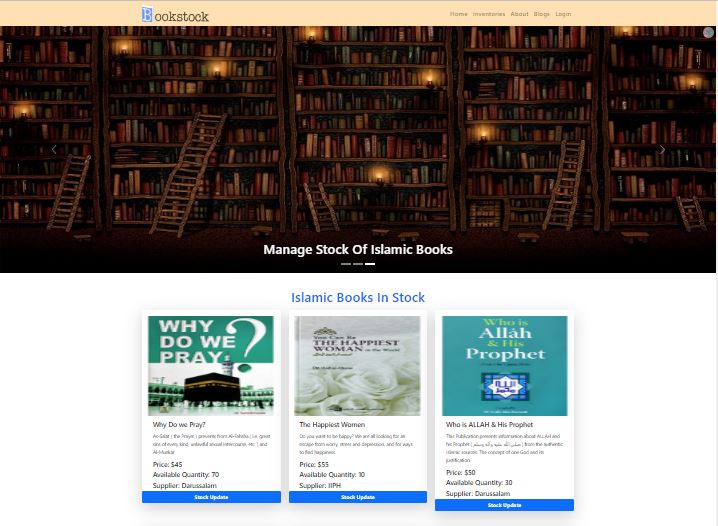 Bookstock
Home Inventories About Blogs Login
Manage Stock Of Islamic Books
Islamic Books In Stock
WHY
DO WE
PRAY
?
Why Do we Pray?
As-Salat ( the Prayer ) prevents from Al-Fahsha ( i.e. great
sins of every kind, unlawful sexual intercourse, etc ) and
Al-Munkar
Price: $45
Available Quantity: 70
Supplier: Darussalam
Stock Update
You Can Be
THE HAPPIEST
WOMAN in the World
The Happiest Women
Do you want to be happy? We are all looking for an
escape from worry, stress and depression, and for ways
to find happiness
Price: $55
Available Quantity: 10
Supplier: IIPH
Stock Update
Who is
Allâh
& His
Prophet
Who is ALLAH & His Prophet
This Publication presents information about ALLAH and
his Prophet [صلى الله عليه وآله وسلم] from the authentic
Islamic sources. The concept of one God and its
justification
Price: $50
Available Quantity: 30
Supplier: Darussalam
Stock Update